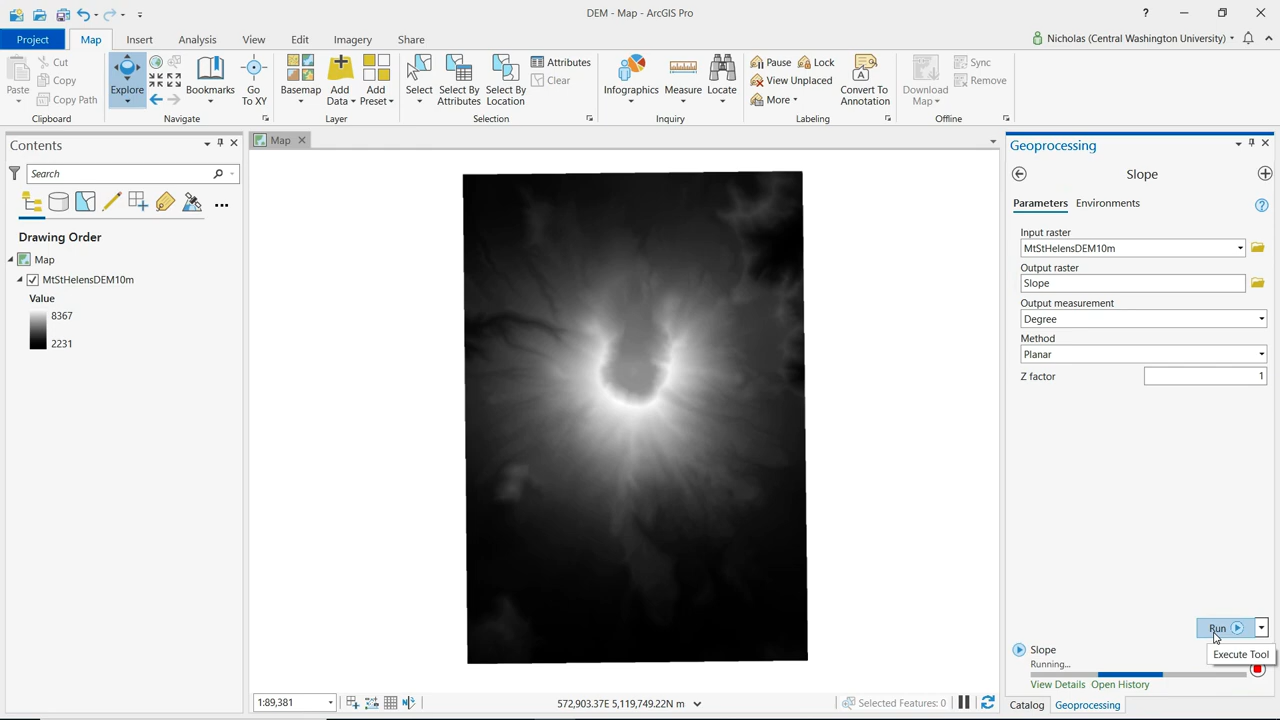 DEM - Map - ArcGIS Pro
?
Project
Map
Insert
Analysis
View
Edit
Imagery
Share
Nicholas (Central Washington University)
Paste
Cut
Copy
Copy Path
Clipboard
Explore
Bookmarks
Go
To XY
Navigate
Basemap
Add
Data
Add
Preset
Layer
Select
Select By
Attributes
Select By
Location
Attributes
Clear
Selection
Infographics
Measure
Locate
Inquiry
Pause
Lock
View Unplaced
More
Convert To
Annotation
Labeling
Download
Map
Sync
Remove
Offline
Contents
Search
Drawing Order
Map
MtStHelensDEM10m
Value
8367
2231
Map
1:89,381
572,903.37E 5,119,749.22N m
Selected Features: 0
Geoprocessing
Slope
Parameters
Environments
?
Input raster
MtStHelensDEM10m
Output raster
Slope
Output measurement
Degree
Method
Planar
Z factor
1
Run
Execute Tool
Slope
Running...
View Details
Open History
Catalog
Geoprocessing